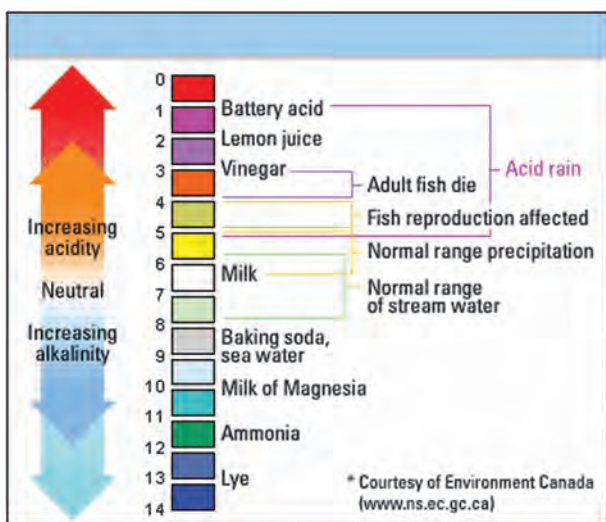 0
1
Battery acid
2
Lemon juice
Acid rain
3
Vinegar
Adult fish die
4
Fish reproduction affected
Increasing
acidity
5
Normal range precipitation
6
Milk
Neutral
Normal range
of stream water
7
Increasing
alkalinity
8
Baking soda,
sea water
9
10
Milk of Magnesia
11
Ammonia
12
13
Lye
14
* Courtesy of Environment Canada
(www.ns.ec.gc.ca)